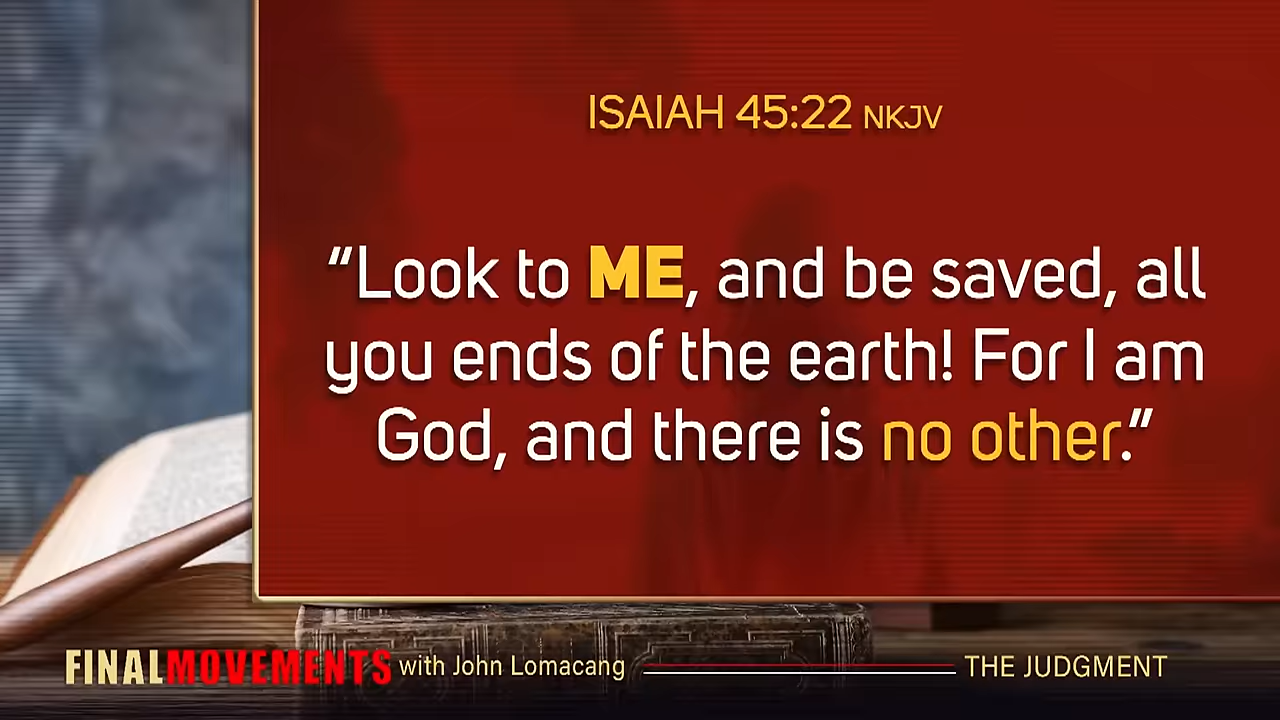 ISAIAH 45:22 NKJV
“Look to ME, and be saved, all
you ends of the earth! For I am
God, and there is no other.”
FINALMOVEMENTS with John Lomacang THE JUDGMENT